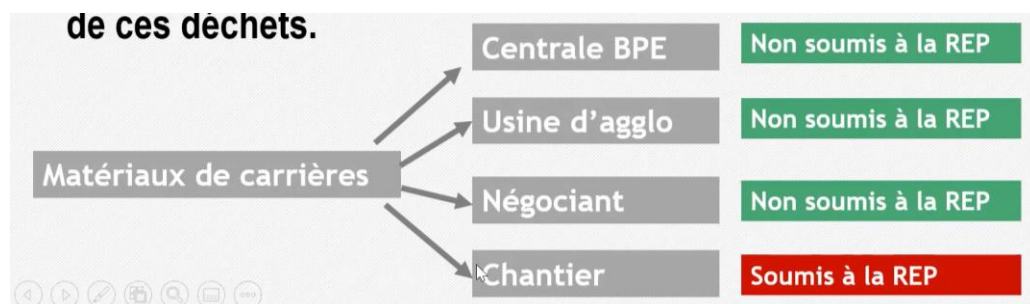 de ces déchets.
Centrale BPE
Non soumis à la REP
Usine d'agglo
Non soumis à la REP
Matériaux de carrières
Négociant
Non soumis à la REP
Chantier
Soumis à la REP